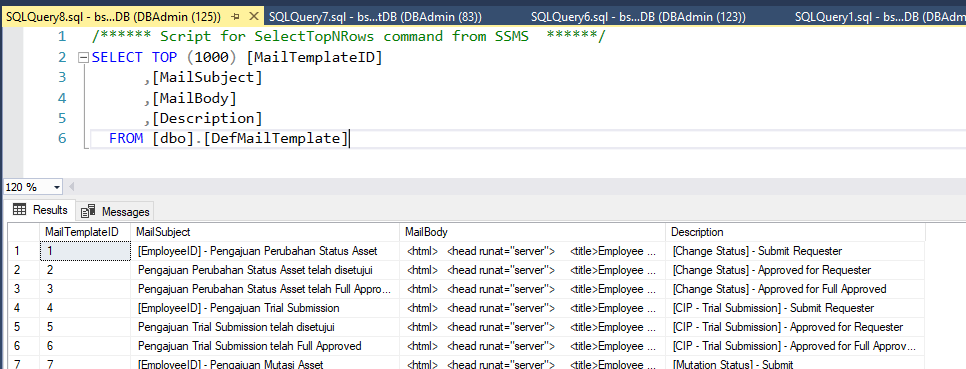 SQLQuery8.sql - bs...DB (DBAdmin (125)) SQLQuery7.sql - bs...tDB (DBAdmin (83)) SQLQuery6.sql - bs...DB (DBAdmin (123)) SQLQuery1.sql - bs...DB (DBAdmin
1 /****** Script for SelectTopNRows command from SSMS ******/
2 SELECT TOP (1000) [MailTemplateID]
3 ,[MailSubject]
4 ,[MailBody]
5 ,[Description]
6 FROM [dbo].[DefMailTemplate]
120 %
Results Messages
MailTemplateID MailSubject MailBody Description
1 1 [EmployeeID] - Pengajuan Perubahan Status Asset <html> <head runat="server"> <title>Employee ... [Change Status] - Submit Requester
2 2 Pengajuan Perubahan Status Asset telah disetujui <html> <head runat="server"> <title>Employee ... [Change Status] - Approved for Requester
3 3 Pengajuan Perubahan Status Asset telah Full Appro... <html> <head runat="server"> <title>Employee ... [Change Status] - Approved for Full Approved
4 4 [EmployeeID] - Pengajuan Trial Submission <html> <head runat="server"> <title>Employee ... [CIP - Trial Submission] - Submit Requester
5 5 Pengajuan Trial Submission telah disetujui <html> <head runat="server"> <title>Employee ... [CIP - Trial Submission] - Approved for Requester
6 6 Pengajuan Trial Submission telah Full Approved <html> <head runat="server"> <title>Employee ... [CIP - Trial Submission] - Approved for Full Approv...
7 7 [EmployeeID] - Pengajuan Mutasi Asset <html> <head runat="server"> <title>Employee ... [Mutation Status] - Submit